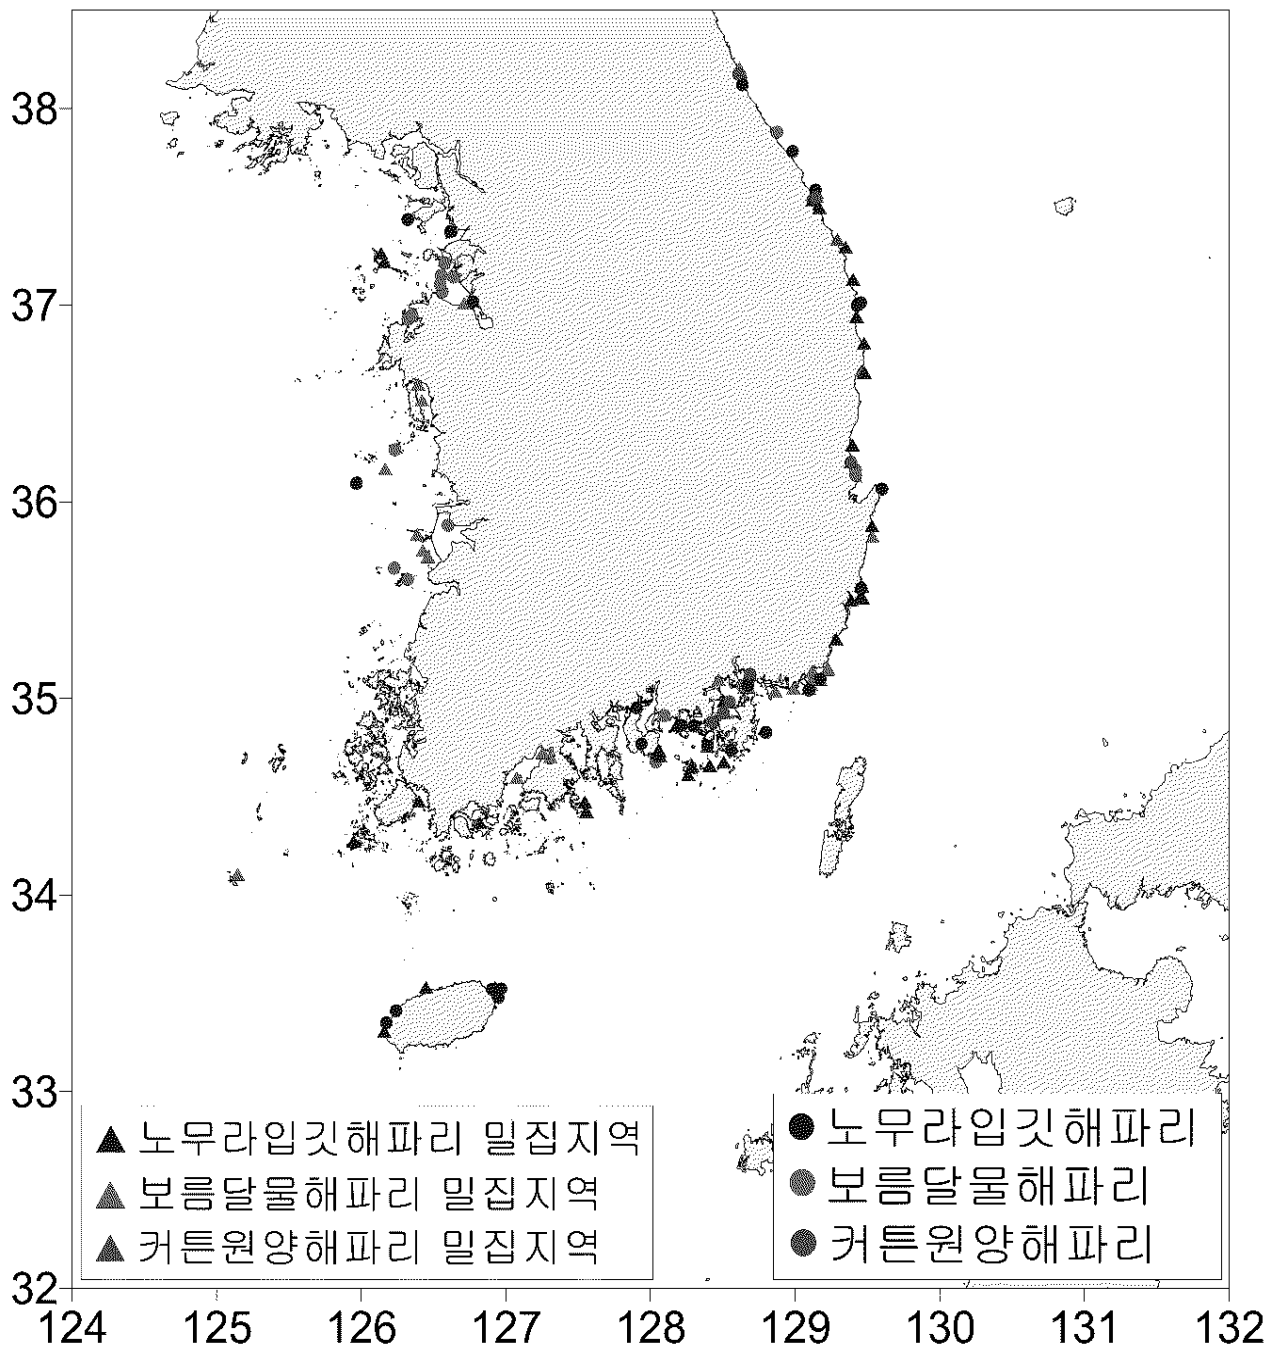 38
37
36
35
34
33
32
▲ 노무라입깃해파리 밀집지역
▲ 보름달물해파리 밀집지역
▲ 커튼원양해파리 밀집지역
● 노무라입깃해파리
● 보름달물해파리
● 커튼원양해파리
124 125 126 127 128 129 130 131 132